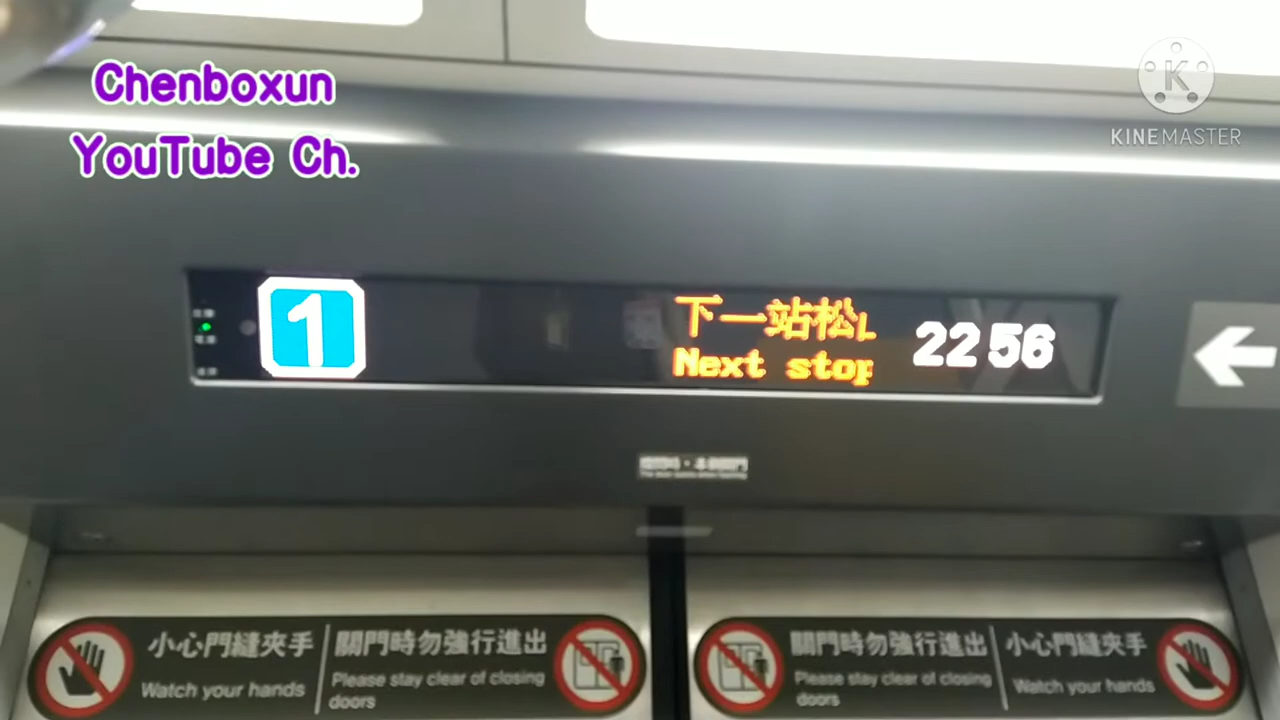 Chenboxun
YouTube Ch.
K
KINEMASTER
1
下一站松
Next stop
22 56
小心門縫夾手
Watch your hands
關門時勿強行進出
Please stay clear of closing
doors
關門時勿強行進出
Please stay clear of closing
doors
小心門縫夾手
Watch your hands